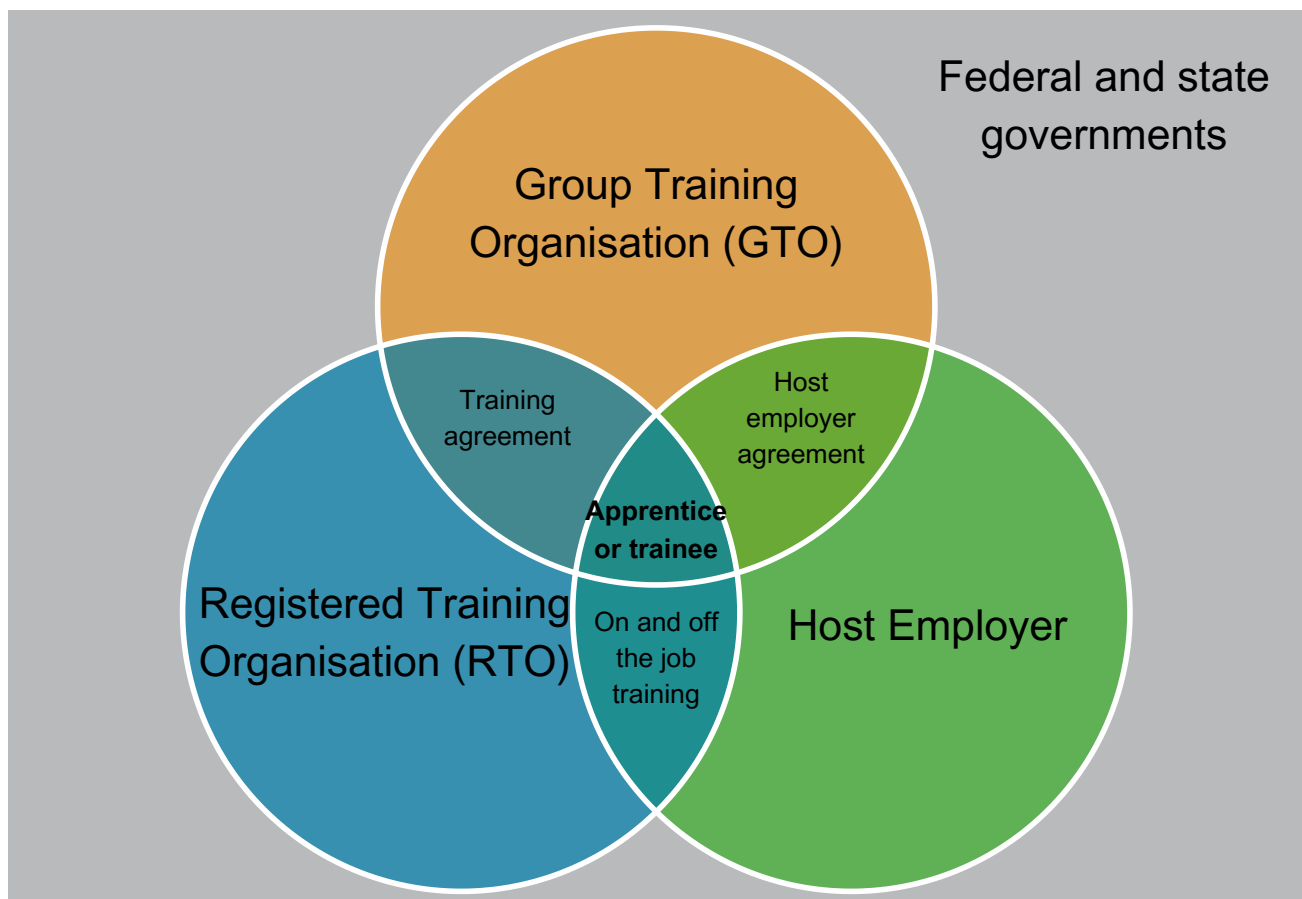 Federal and state
governments
Group Training
Organisation (GTO)
Training
agreement
Host
employer
agreement
Apprentice
or trainee
Registered Training
Organisation (RTO)
On and off
the job
training
Host Employer